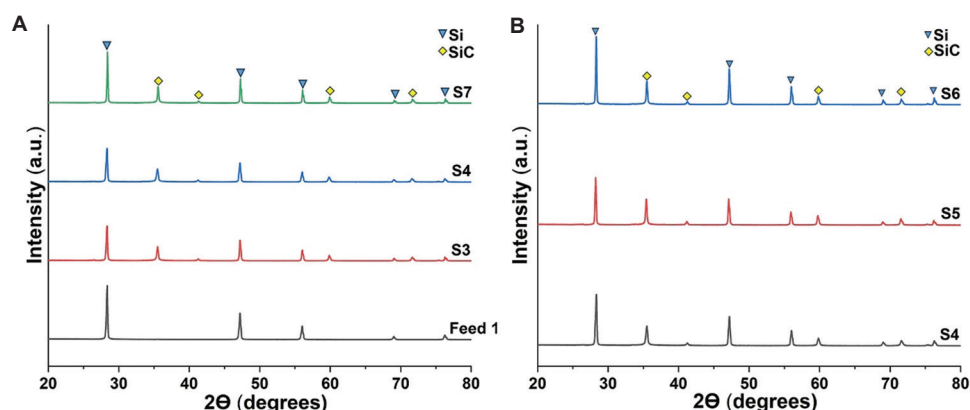 A
Si
SiC
S7
S4
S3
Feed 1
Intensity (a.u.)
20 30 40 50 60 70 80
2Θ (degrees)
B
Si
SiC
S6
S5
S4
Intensity (a.u.)
20 30 40 50 60 70 80
2Θ (degrees)